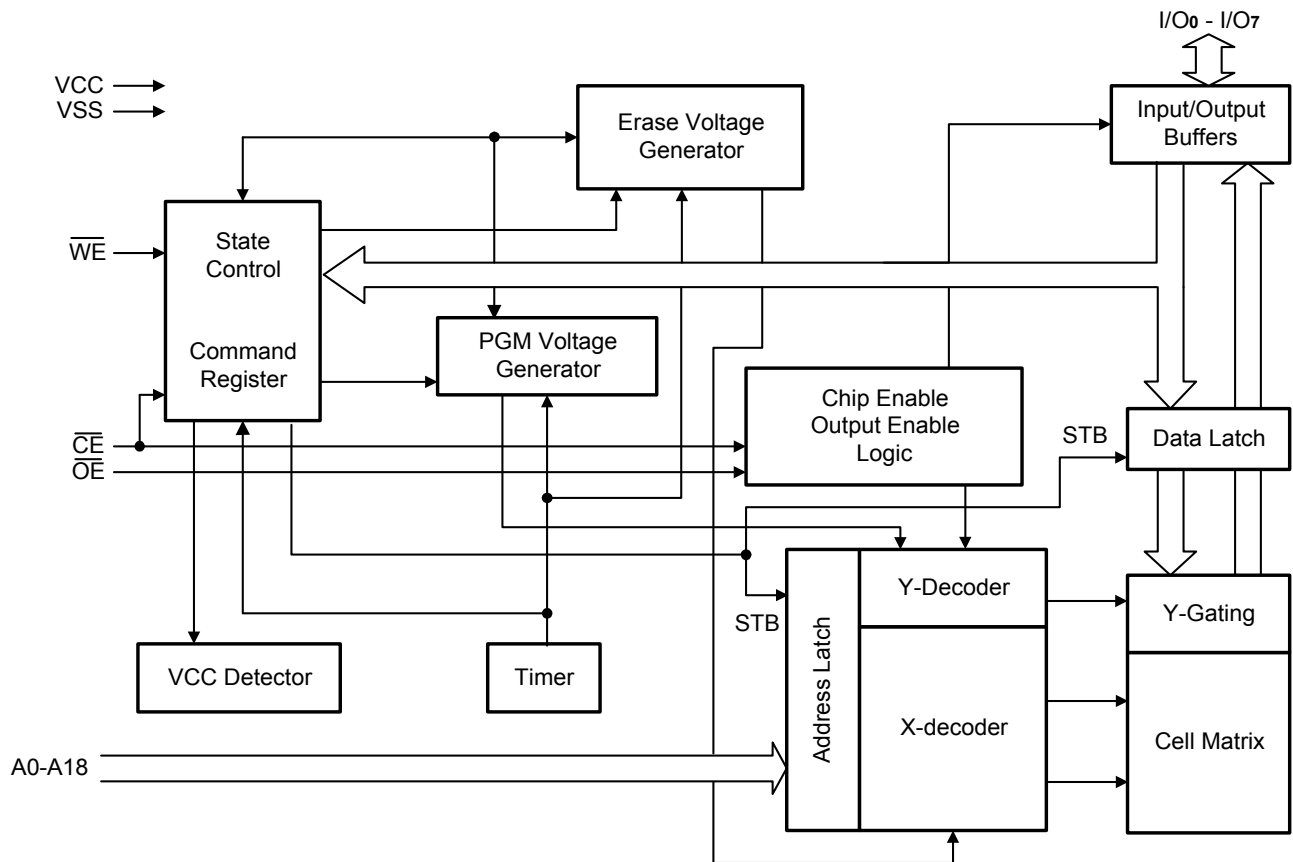 I/O0 - I/O7
VCC
VSS
Erase Voltage
Generator
Input/Output
Buffers
WE
State
Control
PGM Voltage
Generator
Command
Register
Chip Enable
Output Enable
Logic
CE
OE
STB
Data Latch
Y-Decoder
STB
Y-Gating
VCC Detector
Timer
Address Latch
X-decoder
Cell Matrix
A0-A18